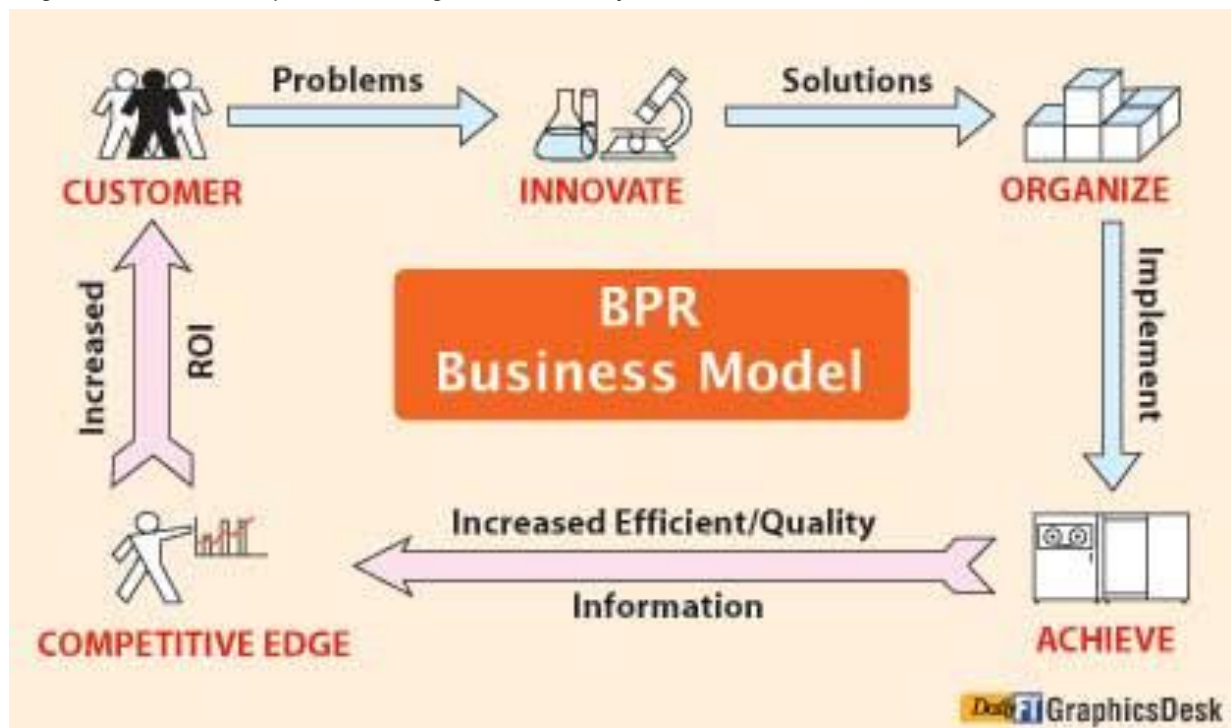 Problems
Solutions
CUSTOMER
INNOVATE
ORGANIZE
Increased
ROI
BPR
Business Model
Implement
Increased Efficient/Quality
Information
COMPETITIVE EDGE
ACHIEVE
Daily FT GraphicsDesk